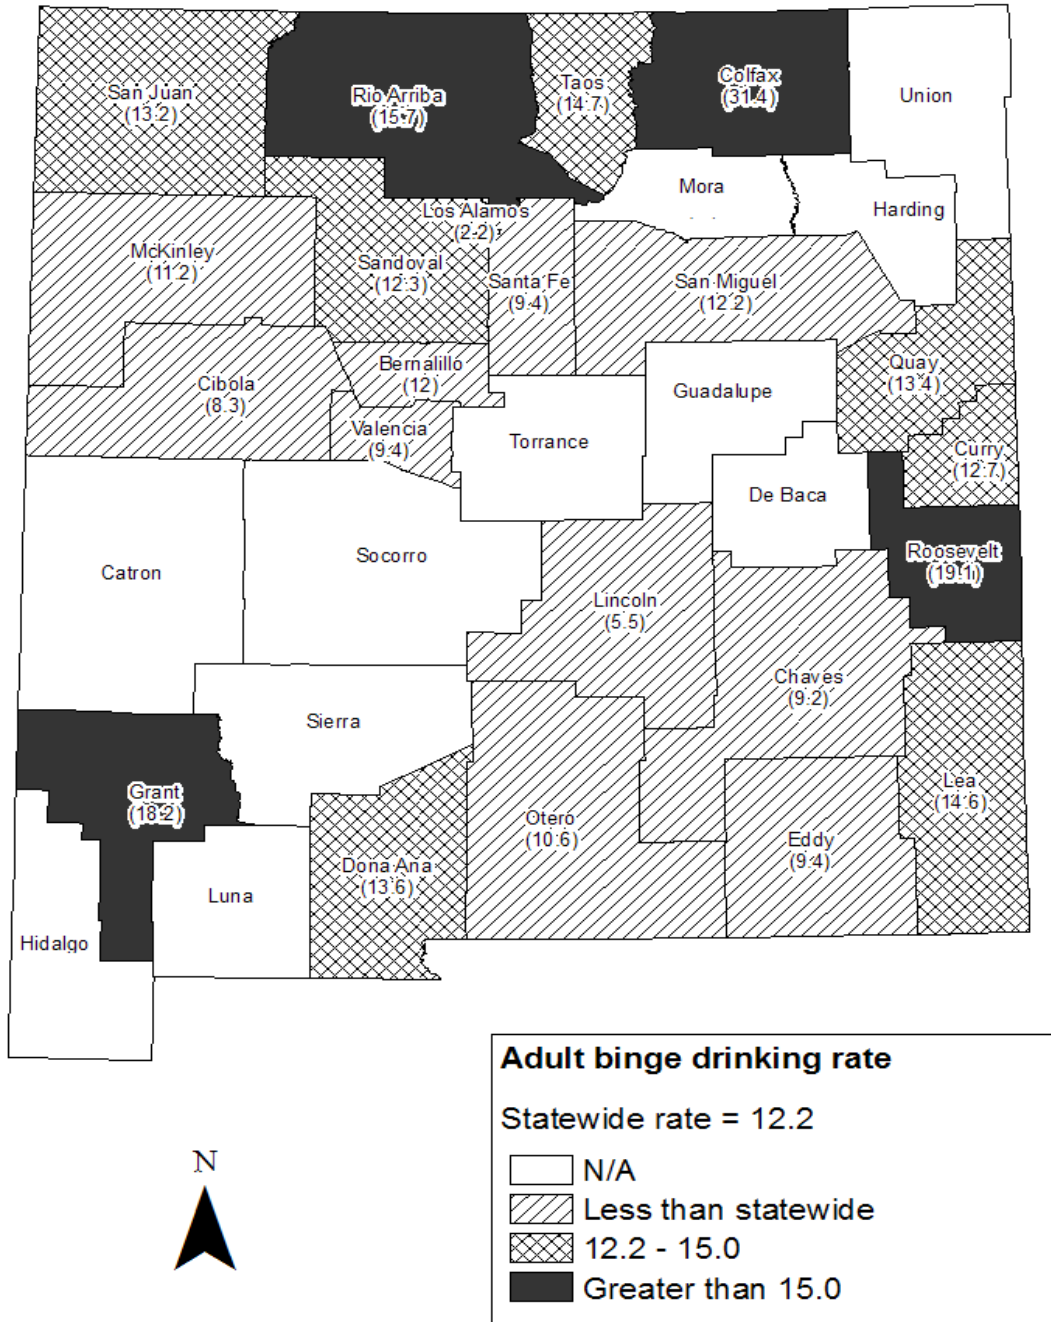 San Juan
(13.2)
Rio Arriba
(15.7)
Taos
(14.7)
Colfax
(31.4)
Union
Mora
Harding
Los Alamos
(2.2)
McKinley
(11.2)
Sandoval
(12.3)
Santa Fe
(9.4)
San Miguel
(12.2)
Bernalillo
(12)
Cibola
(8.3)
Guadalupe
Quay
(13.4)
Valencia
(9.4)
Torrance
Curry
(12.7)
De Baca
Catron
Socorro
Roosevelt
(19.1)
Lincoln
(5.5)
Chaves
(9.2)
Sierra
Grant
(18.2)
Otero
(10.6)
Lea
(14.6)
Eddy
(9.4)
Dona Ana
(13.6)
Luna
Hidalgo
Adult binge drinking rate
Statewide rate = 12.2
N/A
Less than statewide
12.2 - 15.0
Greater than 15.0
N